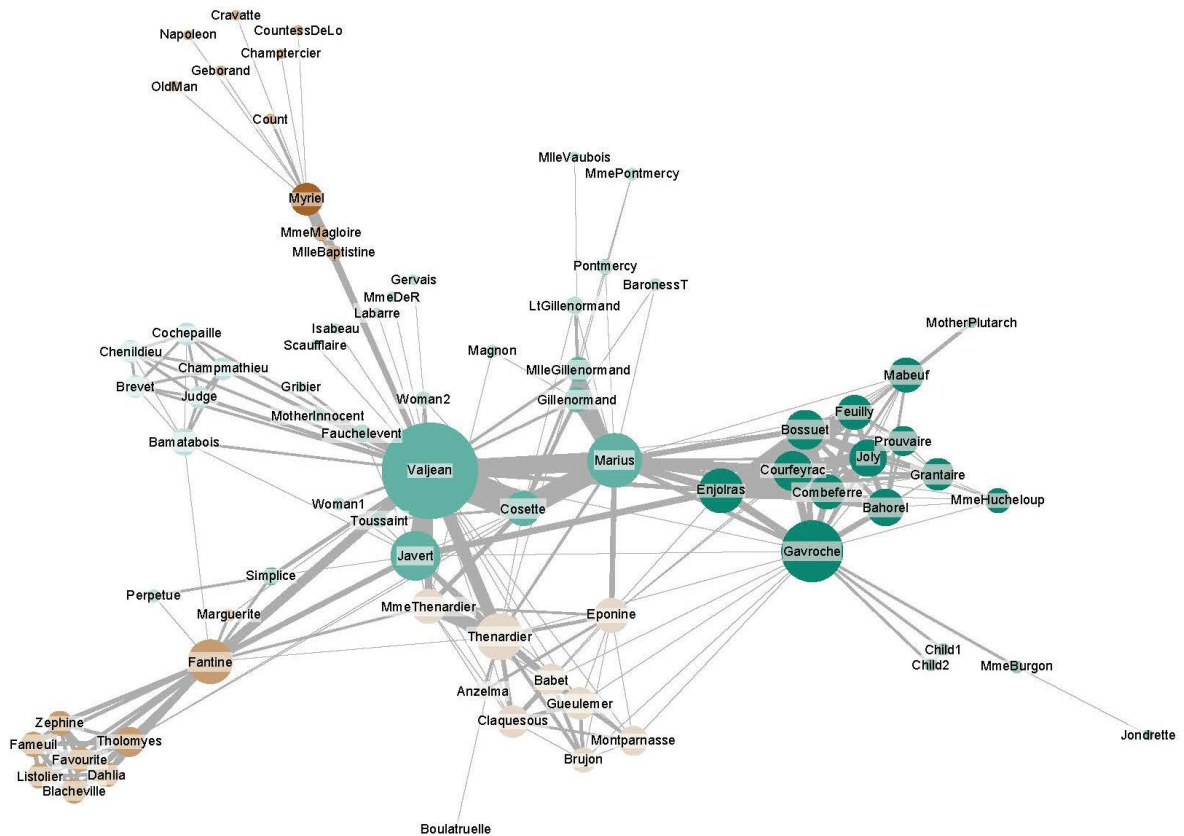 Cravatte
Napoleon
CountessDeLo
Champtercier
Geborand
OldMan
Count
MlleVaubois
MmePontmercy
Myriel
MmeMagloire
MlleBaptistine
Pontmercy
Gervais
BaronessT
MmeDeR
LtGillenormand
Labarre
MotherPlutarch
Isabeau
Cochepaille
Scaufflaire
Chenildieu
Magnon
Champmathieu
MlleGillenormand
Mabeuf
Brevet
Gribier
Judge
Woman2
Gillenormand
Feuilly
MotherInnocent
Bossuet
Fauchelevent
Prouvaire
Bamatabois
Joly
Marius
Valjean
Courfeyrac
Grantaire
Enjolras
Combeferre
MmeHucheloup
Woman1
Cosette
Bahorel
Toussaint
Gavroche
Javert
Simplice
Perpetue
MmeThenardier
Marguerite
Eponine
Thenardier
Child1
Fantine
Child2
MmeBurgon
Babet
Anzelma
Gueulemer
Claquesous
Zephine
Jondrette
Tholomyes
Montparnasse
Fameuil
Favourite
Brujon
Listolier
Dahlia
Blacheville
Boulatruelle